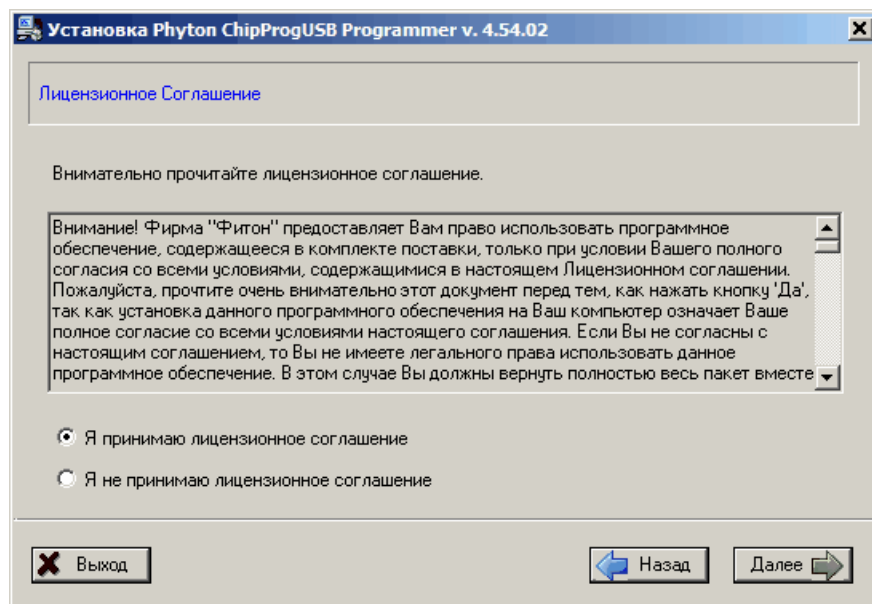 Установка Phyton ChipProgUSB Programmer v. 4.54.02
Лицензионное Соглашение
Внимательно прочитайте лицензионное соглашение.
Внимание! Фирма "Фитон" предоставляет Вам право использовать программное
обеспечение, содержащееся в комплекте поставки, только при условии Вашего полного
согласия со всеми условиями, содержащимися в настоящем Лицензионном соглашении.
Пожалуйста, прочтите очень внимательно этот документ перед тем, как нажать кнопку 'Да',
так как установка данного программного обеспечения на Ваш компьютер означает Ваше
полное согласие со всеми условиями настоящего соглашения. Если Вы не согласны с
настоящим соглашением, то Вы не имеете легального права использовать данное
программное обеспечение. В этом случае Вы должны вернуть полностью весь пакет вместе
Я принимаю лицензионное соглашение
Я не принимаю лицензионное соглашение
Выход
Назад
Далее